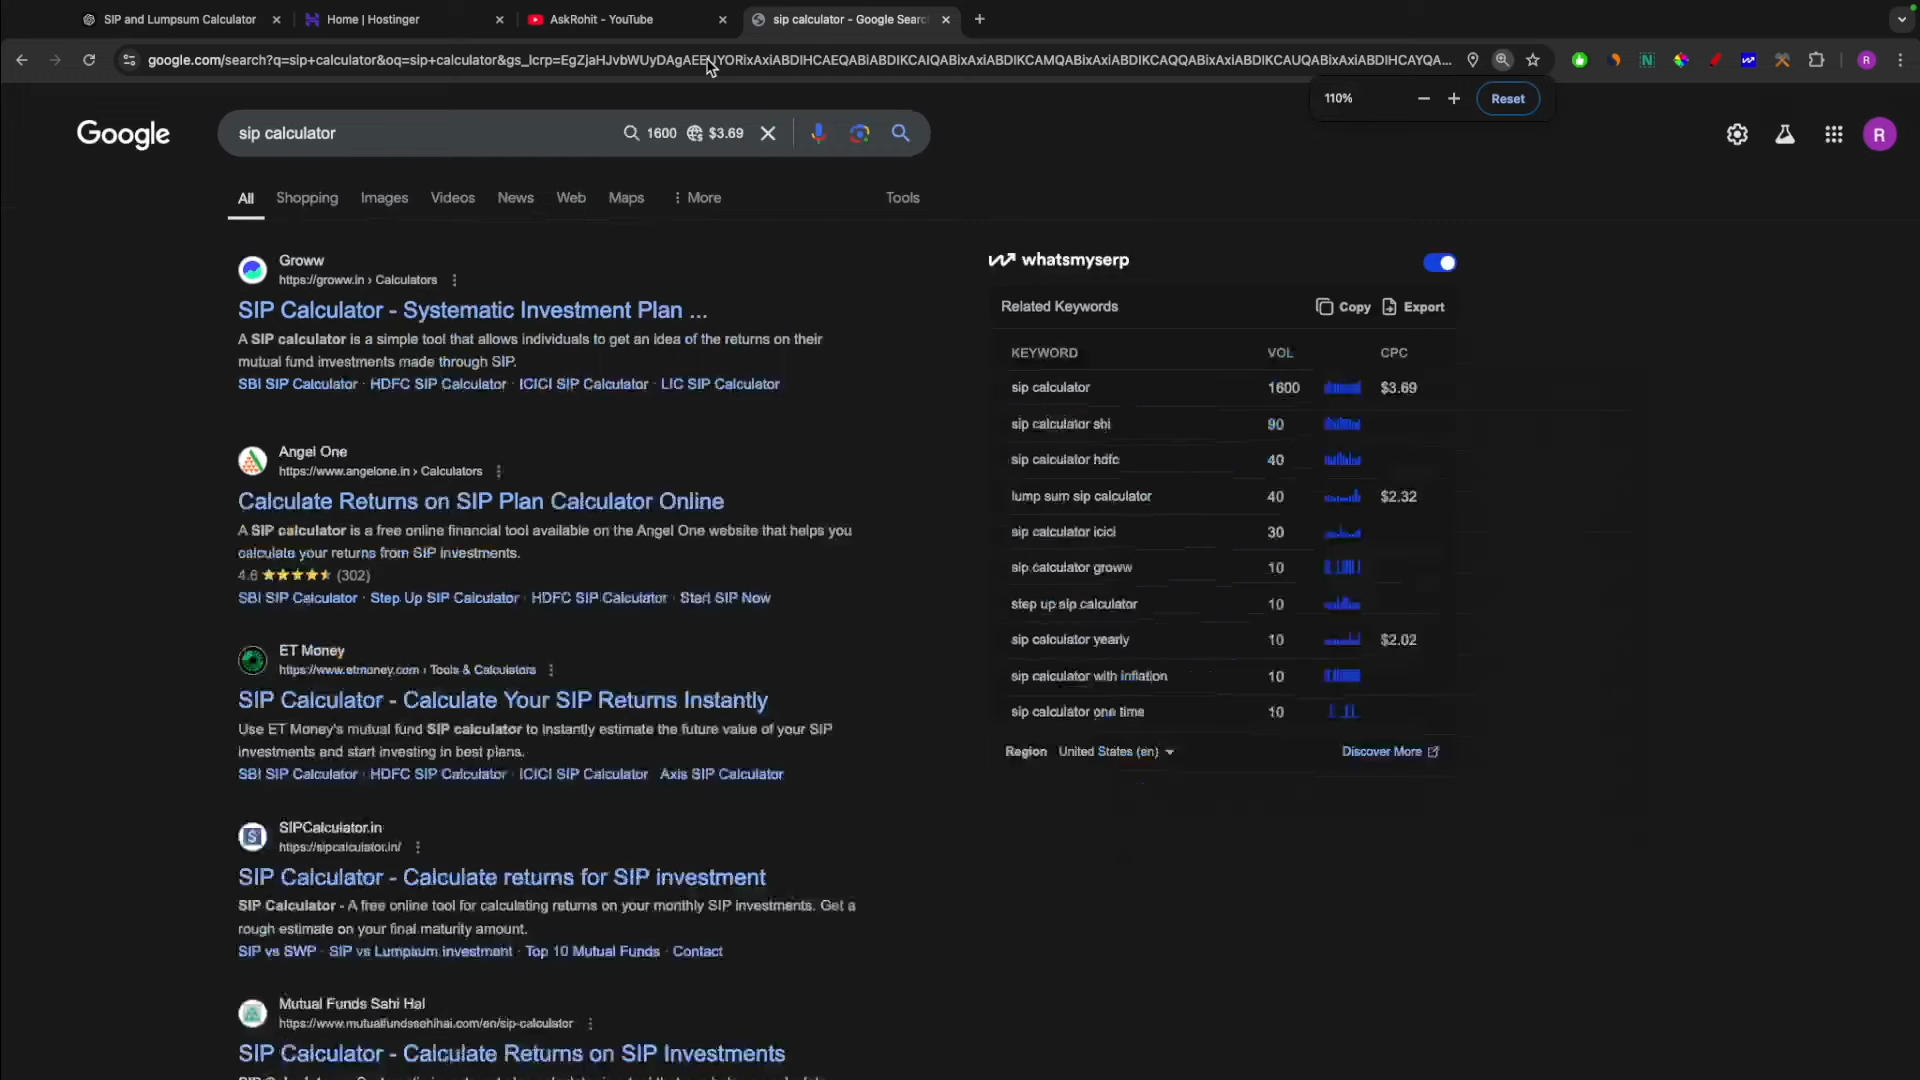 SIP and Lumpsum Calculator
Home | Hostinger
AskRohit - YouTube
sip calculator - Google Searc
110%
Reset
Google
sip calculator
1600
$3.69
R
All
Shopping
Images
Videos
News
Web
Maps
More
Tools
Groww
https://groww.in › Calculators
SIP Calculator - Systematic Investment Plan ...
A SIP calculator is a simple tool that allows individuals to get an idea of the returns on their
mutual fund investments made through SIP.
SBI SIP Calculator · HDFC SIP Calculator · ICICI SIP Calculator · LIC SIP Calculator
Angel One
https://www.angelone.in › Calculators
Calculate Returns on SIP Plan Calculator Online
A SIP calculator is a free online financial tool available on the Angel One website that helps you
calculate your returns from SIP investments.
4.6 ★★★★★ (302)
SBI SIP Calculator · Step Up SIP Calculator · HDFC SIP Calculator · Start SIP Now
ET Money
https://www.etmoney.com › Tools & Calculators
SIP Calculator - Calculate Your SIP Returns Instantly
Use ET Money's mutual fund SIP calculator to instantly estimate the future value of your SIP
investments and start investing in best plans.
SBI SIP Calculator · HDFC SIP Calculator · ICICI SIP Calculator · Axis SIP Calculator
SIPCalculator.in
https://sipcalculator.in/
SIP Calculator - Calculate returns for SIP investment
SIP Calculator - A free online tool for calculating returns on your monthly SIP investments. Get a
rough estimate on your final maturity amount.
SIP vs SWP · SIP vs Lumpsum investment · Top 10 Mutual Funds · Contact
Mutual Funds Sahi Hai
https://www.mutualfundssahihai.com/en/sip-calculator
SIP Calculator - Calculate Returns on SIP Investments
whatsmyserp
Related Keywords
Copy
Export
KEYWORD VOL CPC
sip calculator 1600 $3.69
sip calculator sbi 90
sip calculator hdfc 40
lump sum sip calculator 40 $2.32
sip calculator icici 30
sip calculator groww 10
step up sip calculator 10
sip calculator yearly 10 $2.02
sip calculator with inflation 10
sip calculator one time 10
Region United States (en)
Discover More